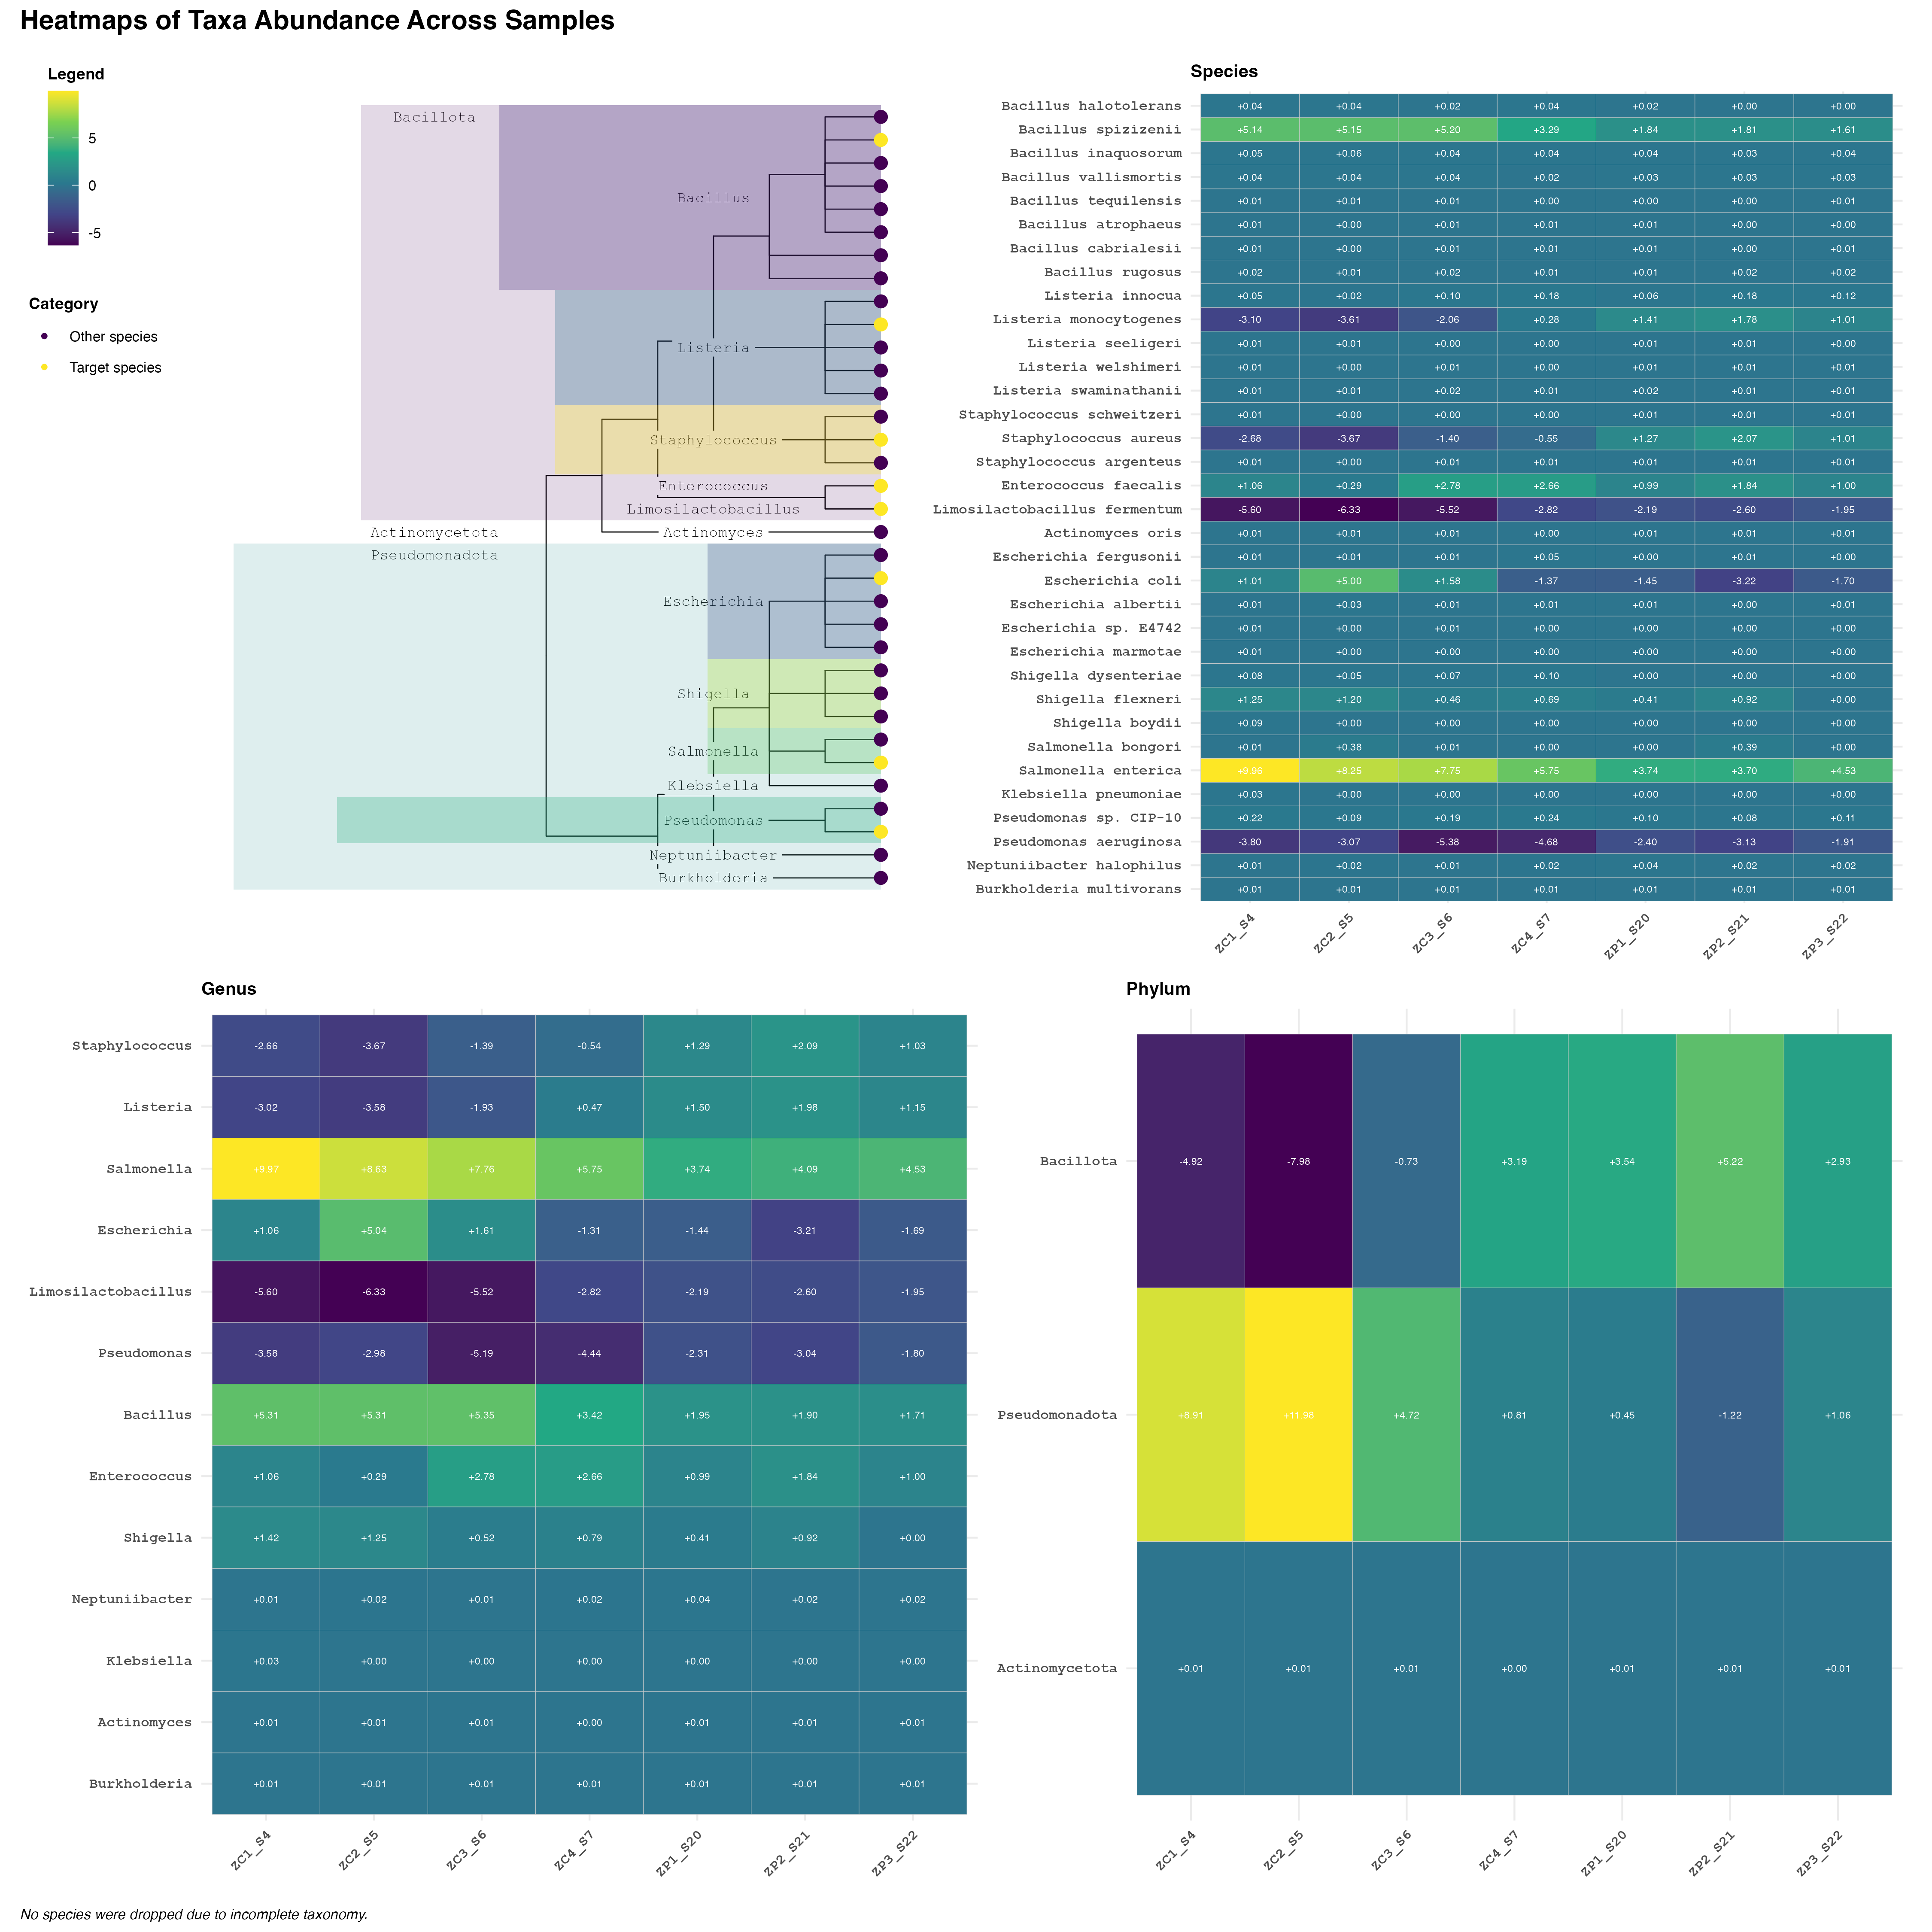 Heatmaps of Taxa Abundance Across Samples
Legend
5
0
-5
Category
Other species
Target species
Bacillota
Bacillus
Listeria
Staphylococcus
Enterococcus
Limosilactobacillus
Actinomycetota
Actinomyces
Pseudomonadota
Escherichia
Shigella
Salmonella
Klebsiella
Pseudomonas
Neptuniibacter
Burkholderia
Species
Bacillus halotolerans +0.04 +0.04 +0.02 +0.04 +0.02 +0.00 +0.00
Bacillus spizizenii +5.14 +5.15 +5.20 +3.29 +1.84 +1.81 +1.61
Bacillus inaquosorum +0.05 +0.06 +0.04 +0.04 +0.04 +0.03 +0.04
Bacillus vallismortis +0.04 +0.04 +0.04 +0.02 +0.03 +0.03 +0.03
Bacillus tequilensis +0.01 +0.01 +0.01 +0.00 +0.00 +0.00 +0.01
Bacillus atrophaeus +0.01 +0.00 +0.01 +0.01 +0.01 +0.00 +0.00
Bacillus cabrialesii +0.01 +0.00 +0.01 +0.01 +0.01 +0.00 +0.01
Bacillus rugosus +0.02 +0.01 +0.02 +0.01 +0.01 +0.02 +0.02
Listeria innocua +0.05 +0.02 +0.10 +0.18 +0.06 +0.18 +0.12
Listeria monocytogenes -3.10 -3.61 -2.06 +0.28 +1.41 +1.78 +1.01
Listeria seeligeri +0.01 +0.01 +0.00 +0.00 +0.01 +0.01 +0.00
Listeria welshimeri +0.01 +0.00 +0.01 +0.00 +0.01 +0.00 +0.01
Listeria swaminathanii +0.01 +0.01 +0.02 +0.01 +0.02 +0.01 +0.01
Staphylococcus schweitzeri +0.01 +0.00 +0.00 +0.00 +0.01 +0.01 +0.01
Staphylococcus aureus -2.68 -3.67 -1.40 -0.55 +1.27 +2.07 +1.01
Staphylococcus argenteus +0.01 +0.00 +0.01 +0.01 +0.01 +0.01 +0.01
Enterococcus faecalis +1.06 +0.29 +2.78 +2.66 +0.99 +1.84 +1.00
Limosilactobacillus fermentum -5.60 -6.33 -5.52 -2.82 -2.19 -2.60 -1.95
Actinomyces oris +0.01 +0.01 +0.01 +0.00 +0.01 +0.01 +0.01
Escherichia fergusonii +0.01 +0.01 +0.01 +0.05 +0.00 +0.01 +0.00
Escherichia coli +1.01 +5.00 +1.58 -1.37 -1.45 -3.22 -1.70
Escherichia albertii +0.01 +0.03 +0.01 +0.01 +0.01 +0.00 +0.01
Escherichia sp. E4742 +0.01 +0.00 +0.01 +0.00 +0.00 +0.00 +0.00
Escherichia marmotae +0.01 +0.00 +0.00 +0.00 +0.00 +0.00 +0.00
Shigella dysenteriae +0.08 +0.05 +0.07 +0.10 +0.00 +0.00 +0.00
Shigella flexneri +1.25 +1.20 +0.46 +0.69 +0.41 +0.92 +0.00
Shigella boydii +0.09 +0.00 +0.00 +0.00 +0.00 +0.00 +0.00
Salmonella bongori +0.01 +0.38 +0.01 +0.00 +0.00 +0.39 +0.00
Salmonella enterica +9.96 +8.25 +7.75 +5.75 +3.74 +3.70 +4.53
Klebsiella pneumoniae +0.03 +0.00 +0.00 +0.00 +0.00 +0.00 +0.00
Pseudomonas sp. CIP-10 +0.22 +0.09 +0.19 +0.24 +0.10 +0.08 +0.11
Pseudomonas aeruginosa -3.80 -3.07 -5.38 -4.68 -2.40 -3.13 -1.91
Neptuniibacter halophilus +0.01 +0.02 +0.01 +0.02 +0.04 +0.02 +0.02
Burkholderia multivorans +0.01 +0.01 +0.01 +0.01 +0.01 +0.01 +0.01
ZC1_S4 ZC2_S5 ZC3_S6 ZC4_S7 ZP1_S20 ZP2_S21 ZP3_S22
Genus
Staphylococcus -2.66 -3.67 -1.39 -0.54 +1.29 +2.09 +1.03
Listeria -3.02 -3.58 -1.93 +0.47 +1.50 +1.98 +1.15
Salmonella +9.97 +8.63 +7.76 +5.75 +3.74 +4.09 +4.53
Escherichia +1.06 +5.04 +1.61 -1.31 -1.44 -3.21 -1.69
Limosilactobacillus -5.60 -6.33 -5.52 -2.82 -2.19 -2.60 -1.95
Pseudomonas -3.58 -2.98 -5.19 -4.44 -2.31 -3.04 -1.80
Bacillus +5.31 +5.31 +5.35 +3.42 +1.95 +1.90 +1.71
Enterococcus +1.06 +0.29 +2.78 +2.66 +0.99 +1.84 +1.00
Shigella +1.42 +1.25 +0.52 +0.79 +0.41 +0.92 +0.00
Neptuniibacter +0.01 +0.02 +0.01 +0.02 +0.04 +0.02 +0.02
Klebsiella +0.03 +0.00 +0.00 +0.00 +0.00 +0.00 +0.00
Actinomyces +0.01 +0.01 +0.01 +0.00 +0.01 +0.01 +0.01
Burkholderia +0.01 +0.01 +0.01 +0.01 +0.01 +0.01 +0.01
ZC1_S4 ZC2_S5 ZC3_S6 ZC4_S7 ZP1_S20 ZP2_S21 ZP3_S22
Phylum
Bacillota -4.92 -7.98 -0.73 +3.19 +3.54 +5.22 +2.93
Pseudomonadota +8.91 +11.98 +4.72 +0.81 +0.45 -1.22 +1.06
Actinomycetota +0.01 +0.01 +0.01 +0.00 +0.01 +0.01 +0.01
ZC1_S4 ZC2_S5 ZC3_S6 ZC4_S7 ZP1_S20 ZP2_S21 ZP3_S22
No species were dropped due to incomplete taxonomy.